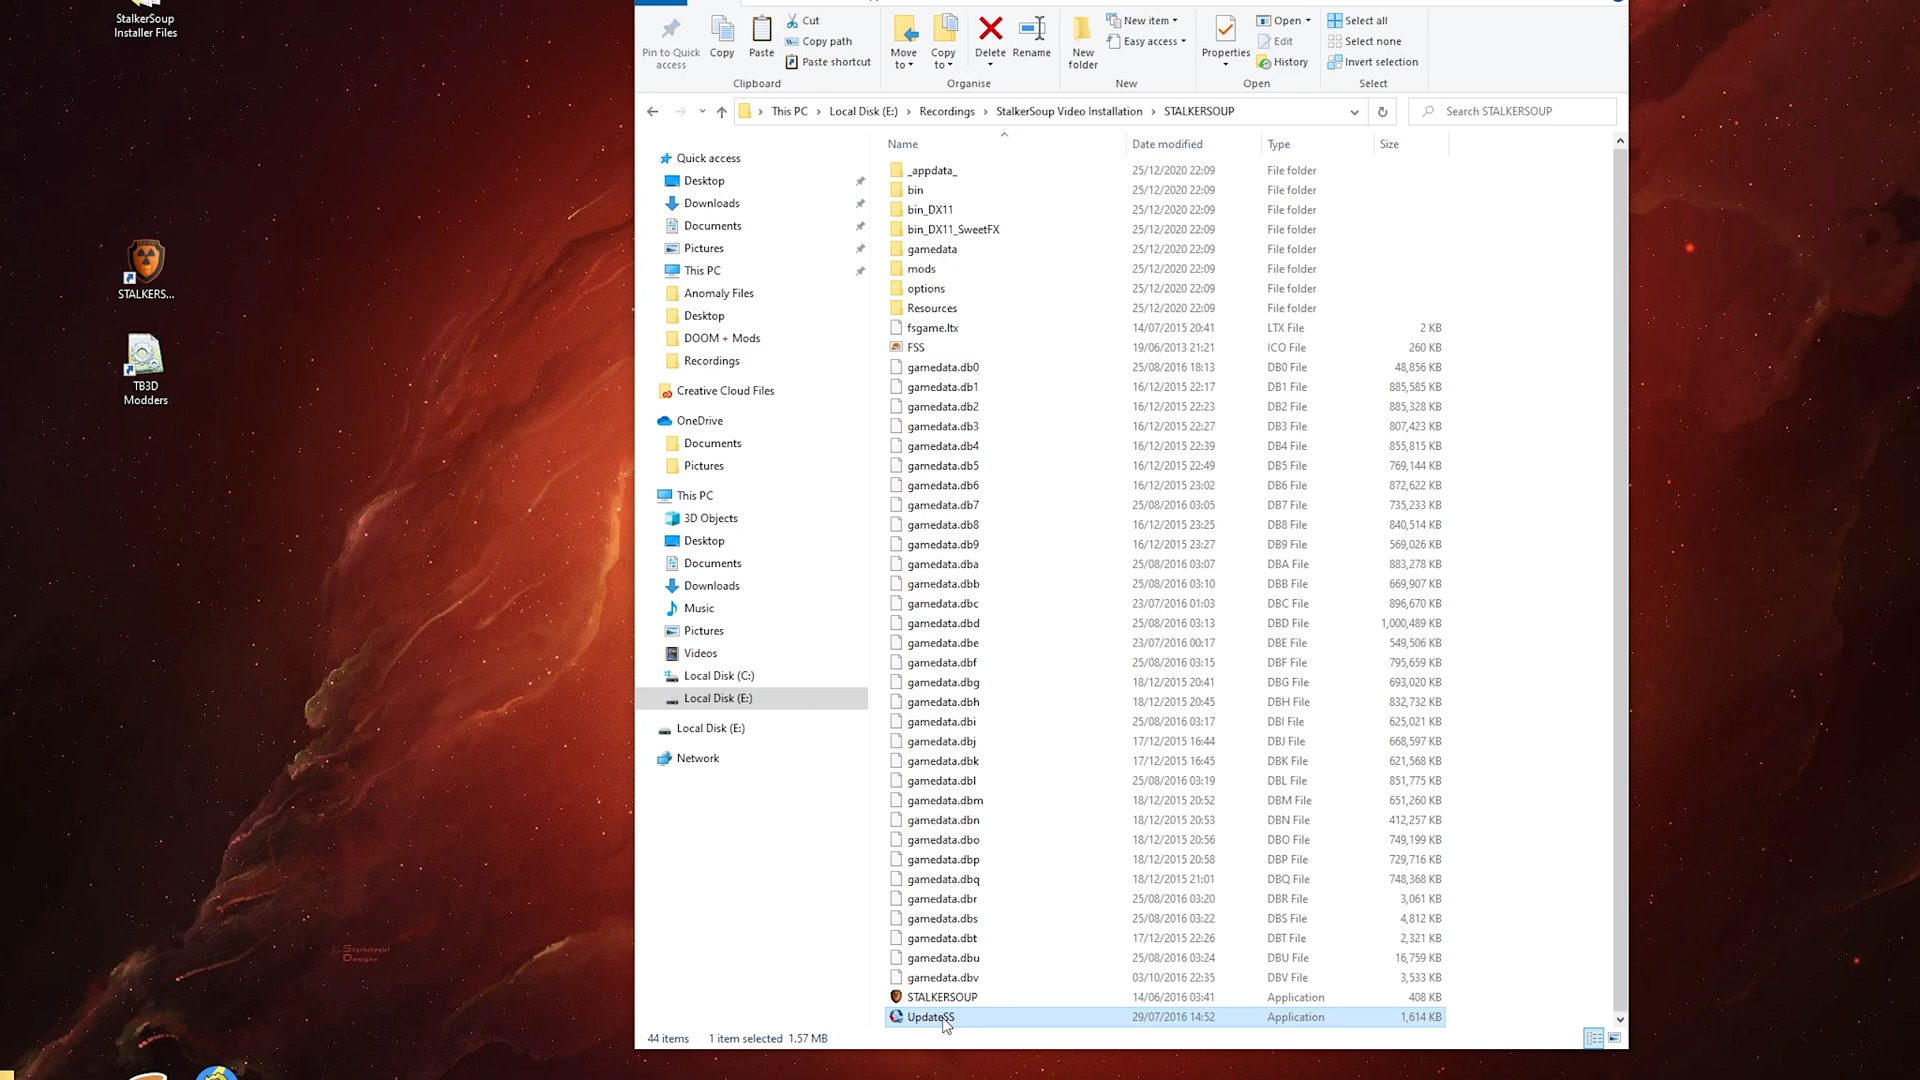 StalkerSoup
Installer Files
STALKERS...
TB3D
Modders
Starkitecht
Designs
Pin to Quick
access
Copy
Paste
Cut
Copy path
Paste shortcut
Clipboard
Move
to
Copy
to
Delete
Rename
Organise
New
folder
New item
Easy access
New
Properties
Open
Edit
History
Open
Select all
Select none
Invert selection
Select
This PC > Local Disk (E:) > Recordings > StalkerSoup Video Installation > STALKERSOUP
Search STALKERSOUP
Quick access
Desktop
Downloads
Documents
Pictures
This PC
Anomaly Files
Desktop
DOOM + Mods
Recordings
Creative Cloud Files
OneDrive
Documents
Pictures
This PC
3D Objects
Desktop
Documents
Downloads
Music
Pictures
Videos
Local Disk (C:)
Local Disk (E:)
Local Disk (E:)
Network
Name Date modified Type Size
_appdata_ 25/12/2020 22:09 File folder
bin 25/12/2020 22:09 File folder
bin_DX11 25/12/2020 22:09 File folder
bin_DX11_SweetFX 25/12/2020 22:09 File folder
gamedata 25/12/2020 22:09 File folder
mods 25/12/2020 22:09 File folder
options 25/12/2020 22:09 File folder
Resources 25/12/2020 22:09 File folder
fsgame.ltx 14/07/2015 20:41 LTX File 2 KB
FSS 19/06/2013 21:21 ICO File 260 KB
gamedata.db0 25/08/2016 18:13 DB0 File 48,856 KB
gamedata.db1 16/12/2015 22:17 DB1 File 885,585 KB
gamedata.db2 16/12/2015 22:23 DB2 File 885,328 KB
gamedata.db3 16/12/2015 22:27 DB3 File 807,423 KB
gamedata.db4 16/12/2015 22:39 DB4 File 855,815 KB
gamedata.db5 16/12/2015 22:49 DB5 File 769,144 KB
gamedata.db6 16/12/2015 23:02 DB6 File 872,622 KB
gamedata.db7 25/08/2016 03:05 DB7 File 735,233 KB
gamedata.db8 16/12/2015 23:25 DB8 File 840,514 KB
gamedata.db9 16/12/2015 23:27 DB9 File 569,026 KB
gamedata.dba 25/08/2016 03:07 DBA File 883,278 KB
gamedata.dbb 25/08/2016 03:10 DBB File 669,907 KB
gamedata.dbc 23/07/2016 01:03 DBC File 896,670 KB
gamedata.dbd 25/08/2016 03:13 DBD File 1,000,489 KB
gamedata.dbe 23/07/2016 00:17 DBE File 549,506 KB
gamedata.dbf 25/08/2016 03:15 DBF File 795,659 KB
gamedata.dbg 18/12/2015 20:41 DBG File 693,020 KB
gamedata.dbh 18/12/2015 20:45 DBH File 832,732 KB
gamedata.dbi 25/08/2016 03:17 DBI File 625,021 KB
gamedata.dbj 17/12/2015 16:44 DBJ File 668,597 KB
gamedata.dbk 17/12/2015 16:45 DBK File 621,568 KB
gamedata.dbl 25/08/2016 03:19 DBL File 851,775 KB
gamedata.dbm 18/12/2015 20:52 DBM File 651,260 KB
gamedata.dbn 18/12/2015 20:53 DBN File 412,257 KB
gamedata.dbo 18/12/2015 20:56 DBO File 749,199 KB
gamedata.dbp 18/12/2015 20:58 DBP File 729,716 KB
gamedata.dbq 18/12/2015 21:01 DBQ File 748,368 KB
gamedata.dbr 25/08/2016 03:20 DBR File 3,061 KB
gamedata.dbs 25/08/2016 03:22 DBS File 4,812 KB
gamedata.dbt 17/12/2015 22:26 DBT File 2,321 KB
gamedata.dbu 25/08/2016 03:24 DBU File 16,759 KB
gamedata.dbv 03/10/2016 22:35 DBV File 3,533 KB
STALKERSOUP 14/06/2016 03:41 Application 408 KB
UpdateSS 29/07/2016 14:52 Application 1,614 KB
44 items 1 item selected 1.57 MB